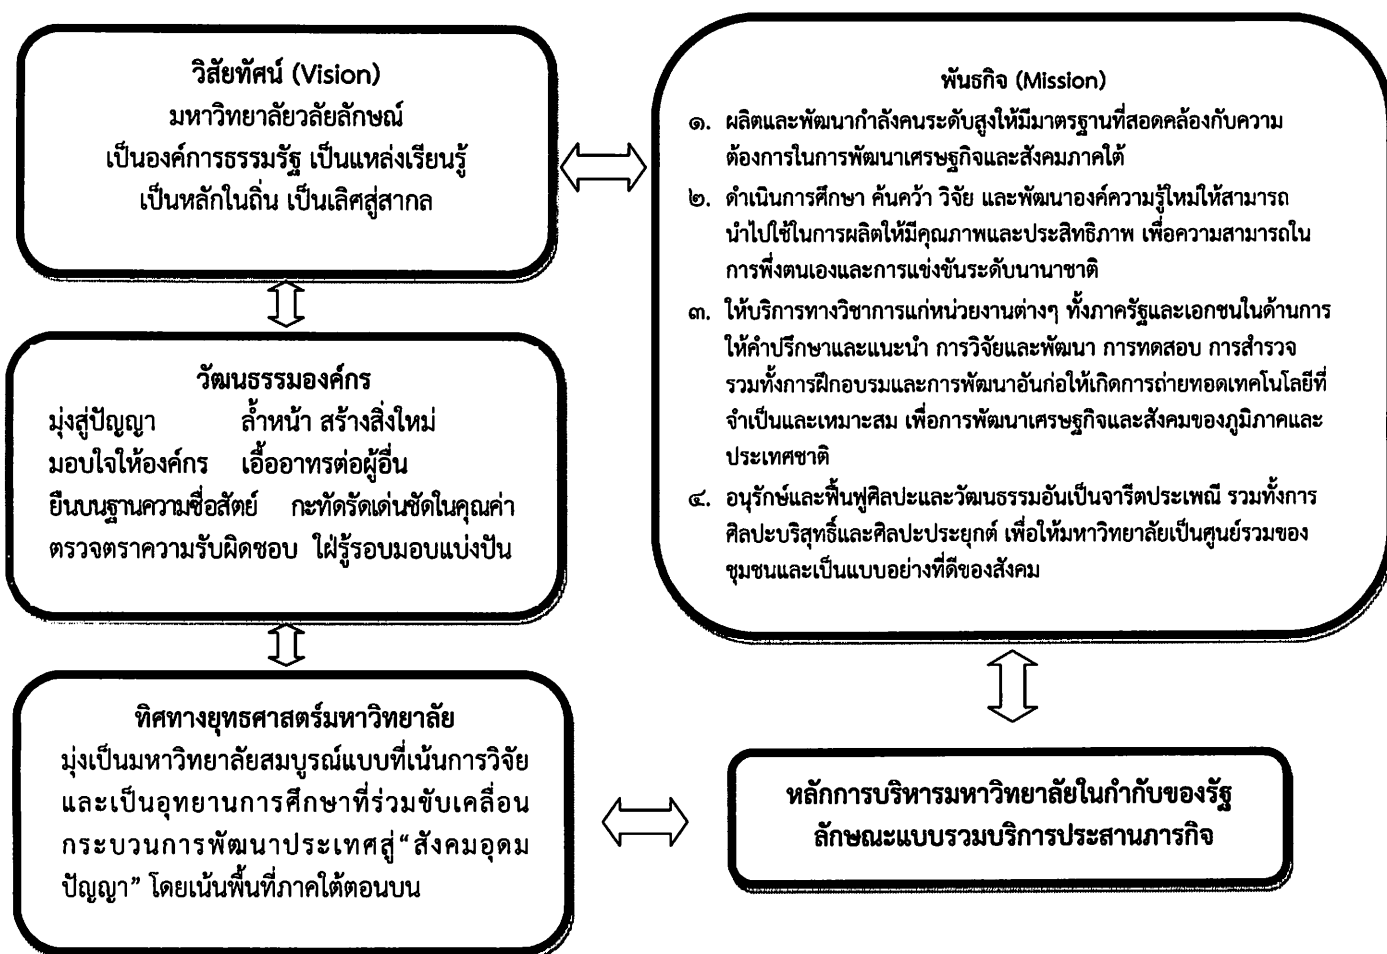 วิสัยทัศน์ (Vision)
มหาวิทยาลัยวลัยลักษณ์
เป็นองค์การธรรมรัฐ เป็นแหล่งเรียนรู้
เป็นหลักในถิ่น เป็นเลิศสู่สากล
วัฒนธรรมองค์กร
มุ่งสู่ปัญญา ล้ำหน้า สร้างสิ่งใหม่
มอบใจให้องค์กร เอื้ออาทรต่อผู้อื่น
ยืนบนฐานความซื่อสัตย์ กะทัดรัดเด่นชัดในคุณค่า
ตรวจตราความรับผิดชอบ ใฝ่รู้รอบมอบแบ่งปัน
ทิศทางยุทธศาสตร์มหาวิทยาลัย
มุ่งเป็นมหาวิทยาลัยสมบูรณ์แบบที่เน้นการวิจัย
และเป็นอุทยานการศึกษาที่ร่วมขับเคลื่อน
กระบวนการพัฒนาประเทศสู่“สังคมอุดม
ปัญญา” โดยเน้นพื้นที่ภาคใต้ตอนบน
พันธกิจ (Mission)
๑. ผลิตและพัฒนากำลังคนระดับสูงให้มีมาตรฐานที่สอดคล้องกับความ
ต้องการในการพัฒนาเศรษฐกิจและสังคมภาคใต้
๒. ดำเนินการศึกษา ค้นคว้า วิจัย และพัฒนาองค์ความรู้ใหม่ให้สามารถ
นำไปใช้ในการผลิตให้มีคุณภาพและประสิทธิภาพ เพื่อความสามารถใน
การพึ่งตนเองและการแข่งขันระดับนานาชาติ
๓. ให้บริการทางวิชาการแก่หน่วยงานต่างๆ ทั้งภาครัฐและเอกชนในด้านการ
ให้คำปรึกษาและแนะนำ การวิจัยและพัฒนา การทดสอบ การสำรวจ
รวมทั้งการฝึกอบรมและการพัฒนาอันก่อให้เกิดการถ่ายทอดเทคโนโลยีที่
จำเป็นและเหมาะสม เพื่อการพัฒนาเศรษฐกิจและสังคมของภูมิภาคและ
ประเทศชาติ
๔. อนุรักษ์และฟื้นฟูศิลปะและวัฒนธรรมอันเป็นจารีตประเพณี รวมทั้งการ
ศิลปะบริสุทธิ์และศิลปะประยุกต์ เพื่อให้มหาวิทยาลัยเป็นศูนย์รวมของ
ชุมชนและเป็นแบบอย่างที่ดีของสังคม
หลักการบริหารมหาวิทยาลัยในกำกับของรัฐ
ลักษณะแบบรวมบริการประสานภารกิจ